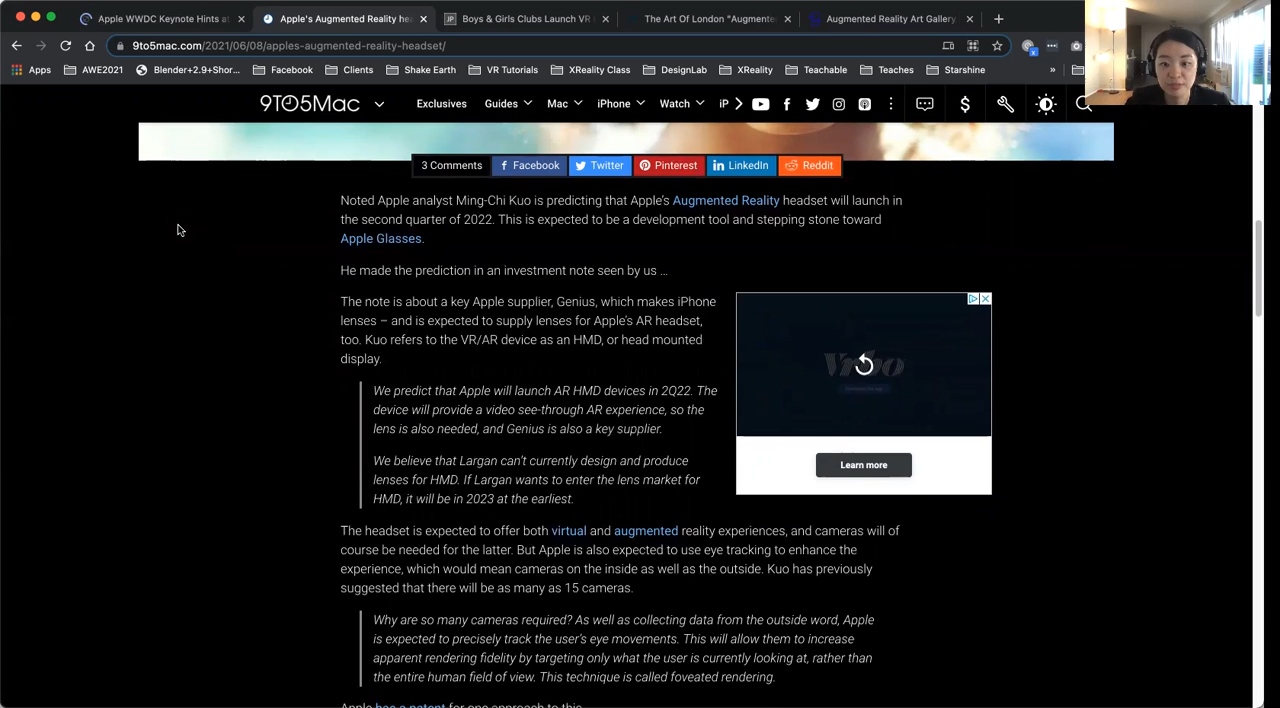 Apple WWDC Keynote Hints at
Apple's Augmented Reality he
Boys & Girls Clubs Launch VR
The Art Of London "Augmente
Augmented Reality Art Gallery
9to5mac.com/2021/06/08/apples-augmented-reality-headset/
Apps
AWE2021
Blender+2.9+Shor...
Facebook
Clients
Shake Earth
VR Tutorials
XReality Class
DesignLab
XReality
Teachable
Teaches
Starshine
9TO5Mac
Exclusives
Guides
Mac
iPhone
Watch
iP
3 Comments
Facebook
Twitter
Pinterest
LinkedIn
Reddit
Noted Apple analyst Ming-Chi Kuo is predicting that Apple's Augmented Reality headset will launch in
the second quarter of 2022. This is expected to be a development tool and stepping stone toward
Apple Glasses.
He made the prediction in an investment note seen by us ...
The note is about a key Apple supplier, Genius, which makes iPhone
lenses – and is expected to supply lenses for Apple's AR headset,
too. Kuo refers to the VR/AR device as an HMD, or head mounted
display.
We predict that Apple will launch AR HMD devices in 2Q22. The
device will provide a video see-through AR experience, so the
lens is also needed, and Genius is also a key supplier.
We believe that Largan can't currently design and produce
lenses for HMD. If Largan wants to enter the lens market for
HMD, it will be in 2023 at the earliest.
Vrbo
Learn more
The headset is expected to offer both virtual and augmented reality experiences, and cameras will of
course be needed for the latter. But Apple is also expected to use eye tracking to enhance the
experience, which would mean cameras on the inside as well as the outside. Kuo has previously
suggested that there will be as many as 15 cameras.
Why are so many cameras required? As well as collecting data from the outside word, Apple
is expected to precisely track the user's eye movements. This will allow them to increase
apparent rendering fidelity by targeting only what the user is currently looking at, rather than
the entire human field of view. This technique is called foveated rendering.
Apple has a patent for one approach to this